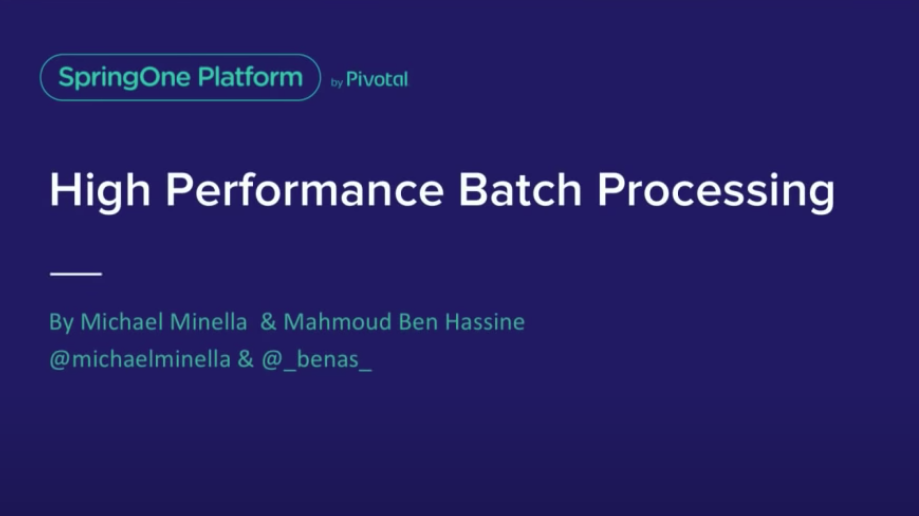 SpringOne Platform by Pivotal
High Performance Batch Processing
By Michael Minella & Mahmoud Ben Hassine
@michaelminella & @_benas_